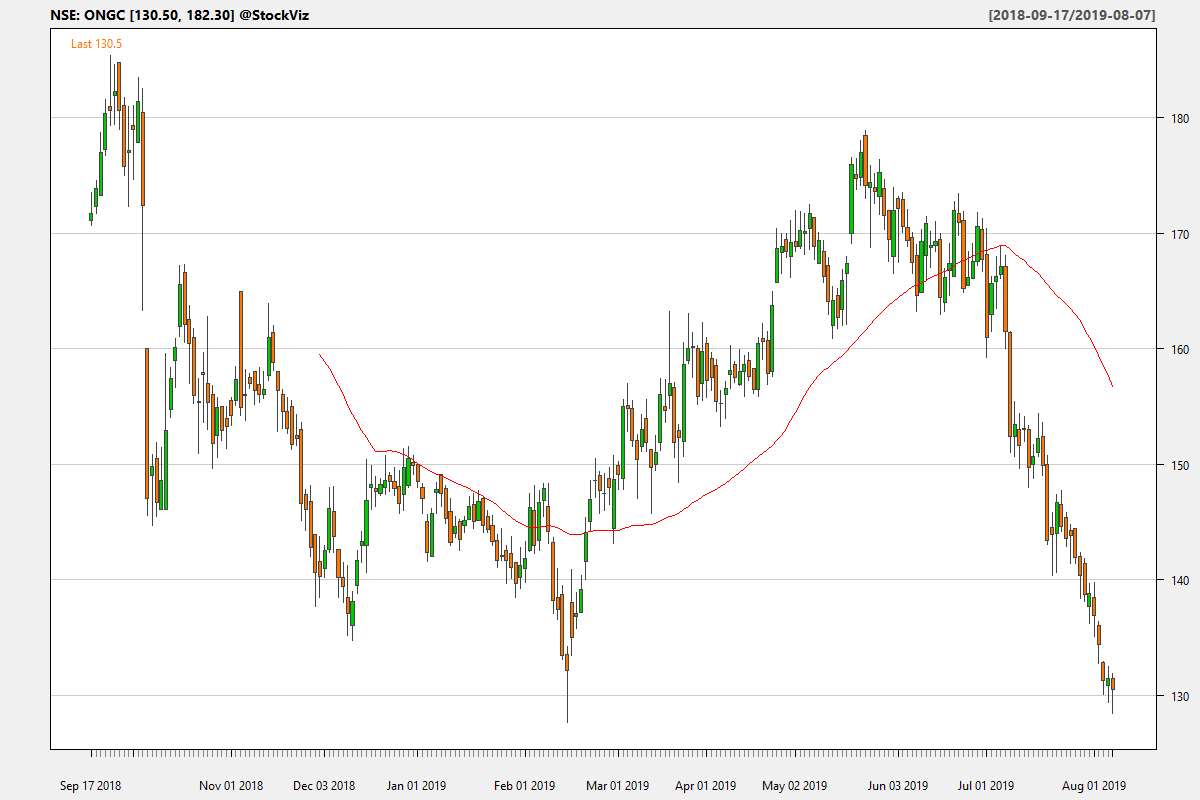 NSE: ONGC [130.50, 182.30] @StockViz
[2018-09-17/2019-08-07]
Last 130.5
180
170
160
150
140
130
Sep 17 2018
Nov 01 2018
Dec 03 2018
Jan 01 2019
Feb 01 2019
Mar 01 2019
Apr 01 2019
May 02 2019
Jun 03 2019
Jul 01 2019
Aug 01 2019